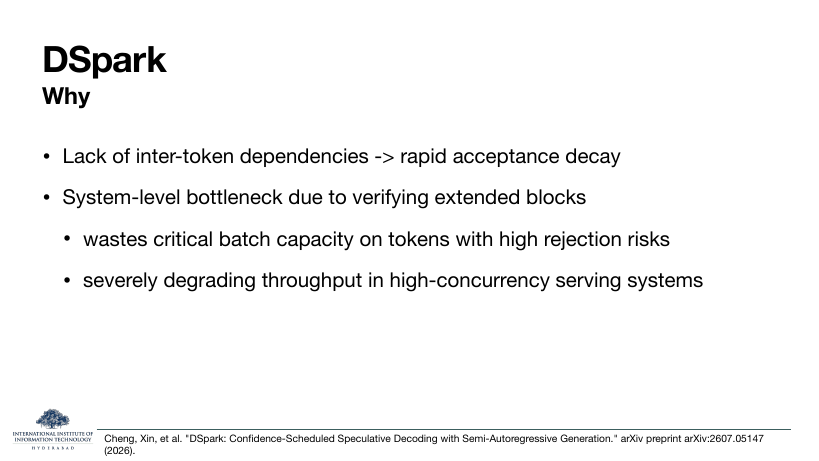 DSpark
Why
• Lack of inter-token dependencies -> rapid acceptance decay
• System-level bottleneck due to verifying extended blocks
• wastes critical batch capacity on tokens with high rejection risks
• severely degrading throughput in high-concurrency serving systems
INTERNATIONAL INSTITUTE OF
INFORMATION TECHNOLOGY
HYDERABAD
Cheng, Xin, et al. "DSpark: Confidence-Scheduled Speculative Decoding with Semi-Autoregressive Generation." arXiv preprint arXiv:2607.05147
(2026).